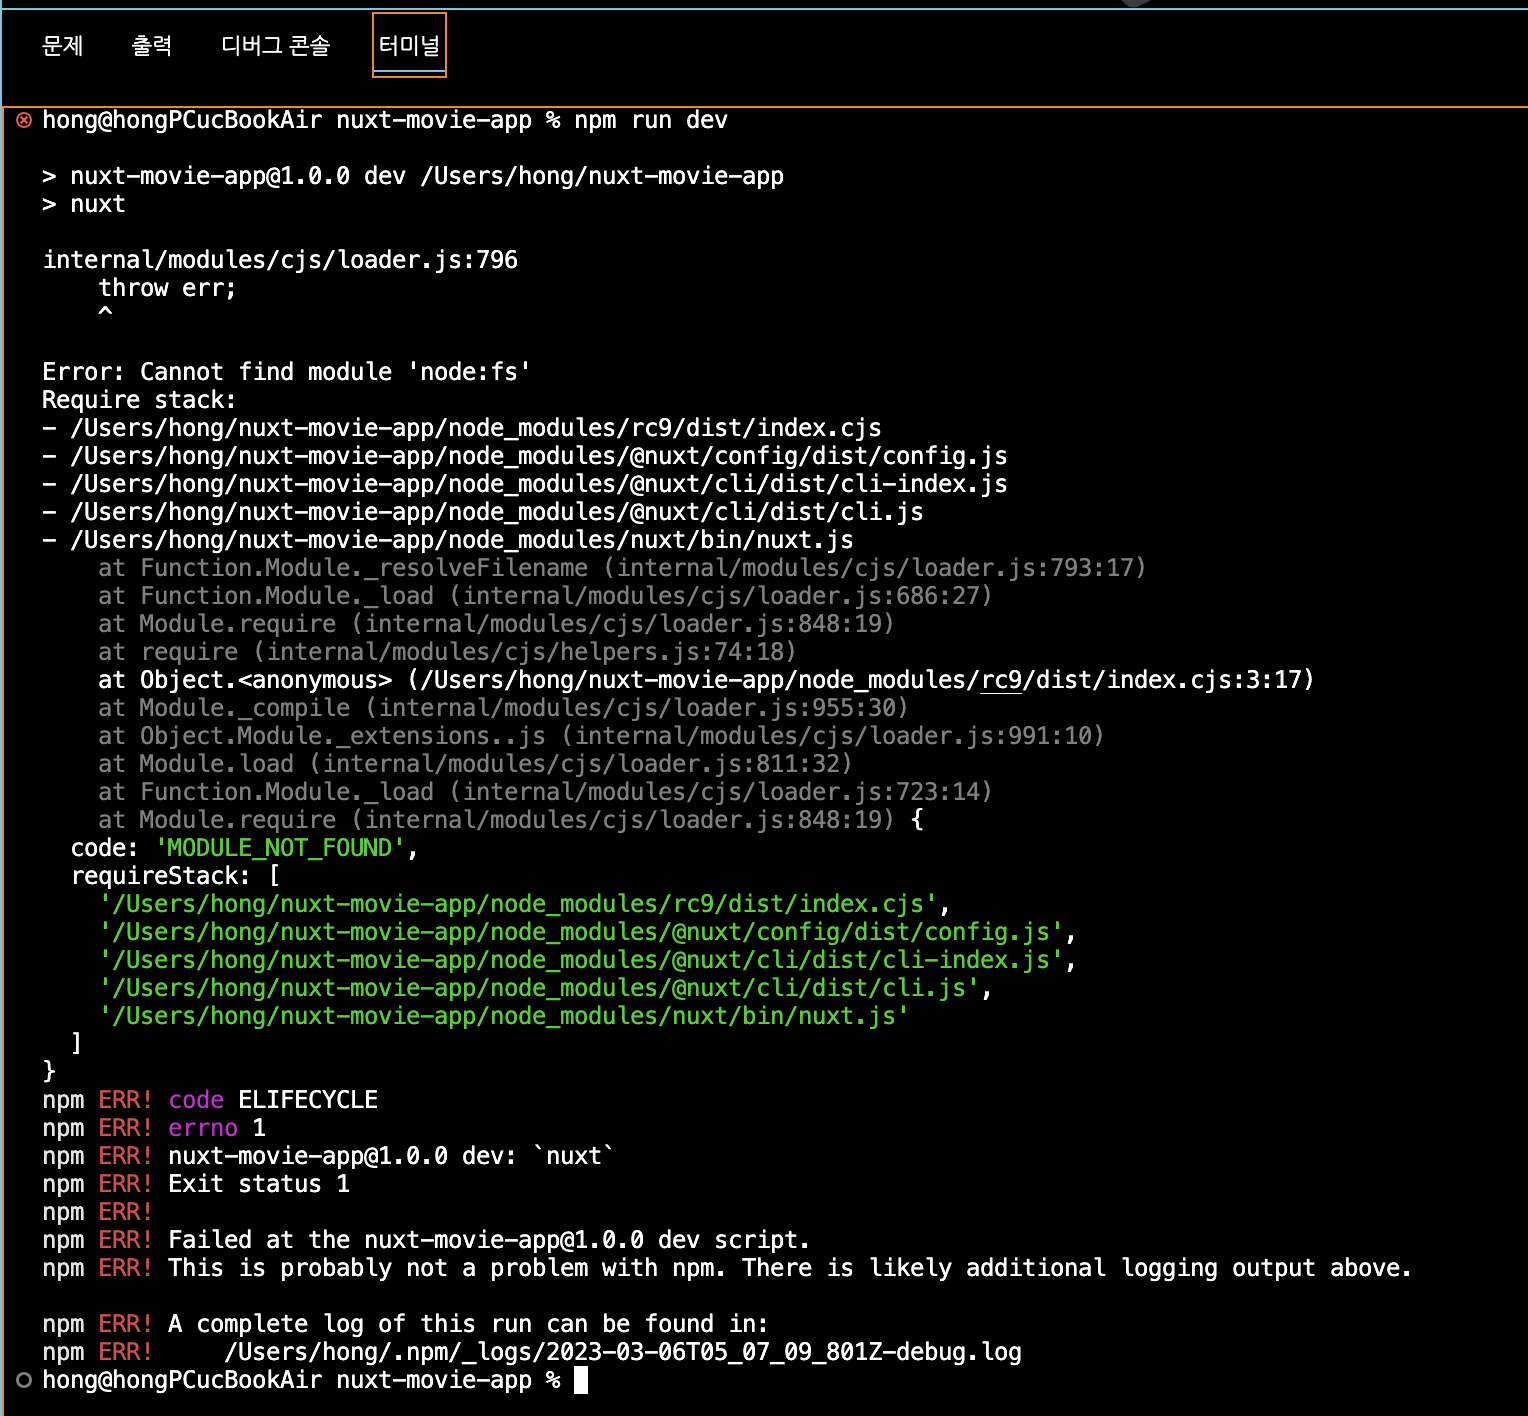 문제 출력 디버그 콘솔 터미널
hong@hongPCucBookAir nuxt-movie-app % npm run dev
> nuxt-movie-app@1.0.0 dev /Users/hong/nuxt-movie-app
> nuxt
internal/modules/cjs/loader.js:796
    throw err;
    ^
Error: Cannot find module 'node:fs'
Require stack:
- /Users/hong/nuxt-movie-app/node_modules/rc9/dist/index.cjs
- /Users/hong/nuxt-movie-app/node_modules/@nuxt/config/dist/config.js
- /Users/hong/nuxt-movie-app/node_modules/@nuxt/cli/dist/cli-index.js
- /Users/hong/nuxt-movie-app/node_modules/@nuxt/cli/dist/cli.js
- /Users/hong/nuxt-movie-app/node_modules/nuxt/bin/nuxt.js
    at Function.Module._resolveFilename (internal/modules/cjs/loader.js:793:17)
    at Function.Module._load (internal/modules/cjs/loader.js:686:27)
    at Module.require (internal/modules/cjs/loader.js:848:19)
    at require (internal/modules/cjs/helpers.js:74:18)
    at Object.<anonymous> (/Users/hong/nuxt-movie-app/node_modules/rc9/dist/index.cjs:3:17)
    at Module._compile (internal/modules/cjs/loader.js:955:30)
    at Object.Module._extensions..js (internal/modules/cjs/loader.js:991:10)
    at Module.load (internal/modules/cjs/loader.js:811:32)
    at Function.Module._load (internal/modules/cjs/loader.js:723:14)
    at Module.require (internal/modules/cjs/loader.js:848:19) {
  code: 'MODULE_NOT_FOUND',
  requireStack: [
    '/Users/hong/nuxt-movie-app/node_modules/rc9/dist/index.cjs',
    '/Users/hong/nuxt-movie-app/node_modules/@nuxt/config/dist/config.js',
    '/Users/hong/nuxt-movie-app/node_modules/@nuxt/cli/dist/cli-index.js',
    '/Users/hong/nuxt-movie-app/node_modules/@nuxt/cli/dist/cli.js',
    '/Users/hong/nuxt-movie-app/node_modules/nuxt/bin/nuxt.js'
  ]
}
npm ERR! code ELIFECYCLE
npm ERR! errno 1
npm ERR! nuxt-movie-app@1.0.0 dev: `nuxt`
npm ERR! Exit status 1
npm ERR!
npm ERR! Failed at the nuxt-movie-app@1.0.0 dev script.
npm ERR! This is probably not a problem with npm. There is likely additional logging output above.
npm ERR! A complete log of this run can be found in:
npm ERR!     /Users/hong/.npm/_logs/2023-03-06T05_07_09_801Z-debug.log
hong@hongPCucBookAir nuxt-movie-app %